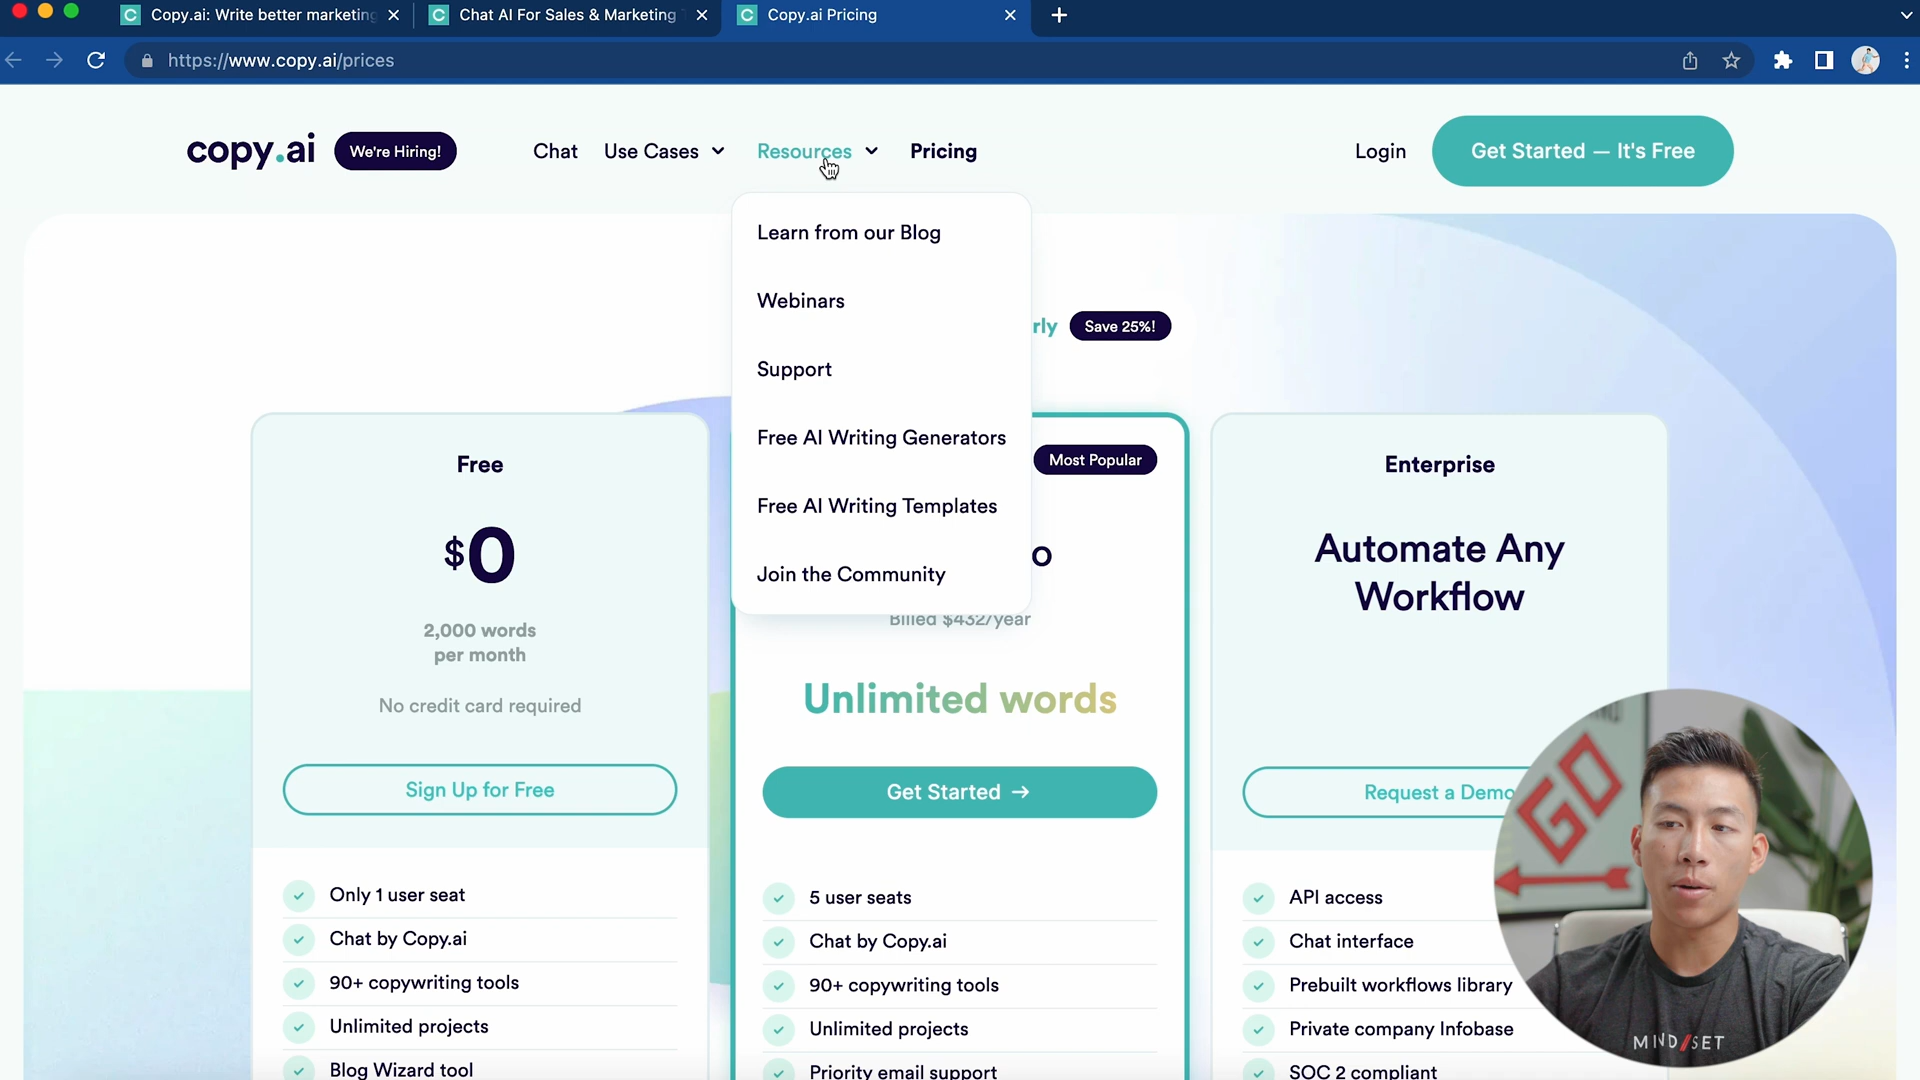 Copy.ai: Write better marketing
Chat AI For Sales & Marketing
Copy.ai Pricing
https://www.copy.ai/prices
copy.ai
We're Hiring!
Chat
Use Cases
Resources
Pricing
Login
Get Started — It's Free
Learn from our Blog
Webinars
Support
Free AI Writing Generators
Free AI Writing Templates
Join the Community
rly
Save 25%!
Free
$0
2,000 words
per month
No credit card required
Sign Up for Free
Only 1 user seat
Chat by Copy.ai
90+ copywriting tools
Unlimited projects
Blog Wizard tool
Most Popular
o
Billed $432/year
Unlimited words
Get Started →
5 user seats
Chat by Copy.ai
90+ copywriting tools
Unlimited projects
Priority email support
Enterprise
Automate Any
Workflow
Request a Demo
API access
Chat interface
Prebuilt workflows library
Private company Infobase
SOC 2 compliant
GO
MIND//SET